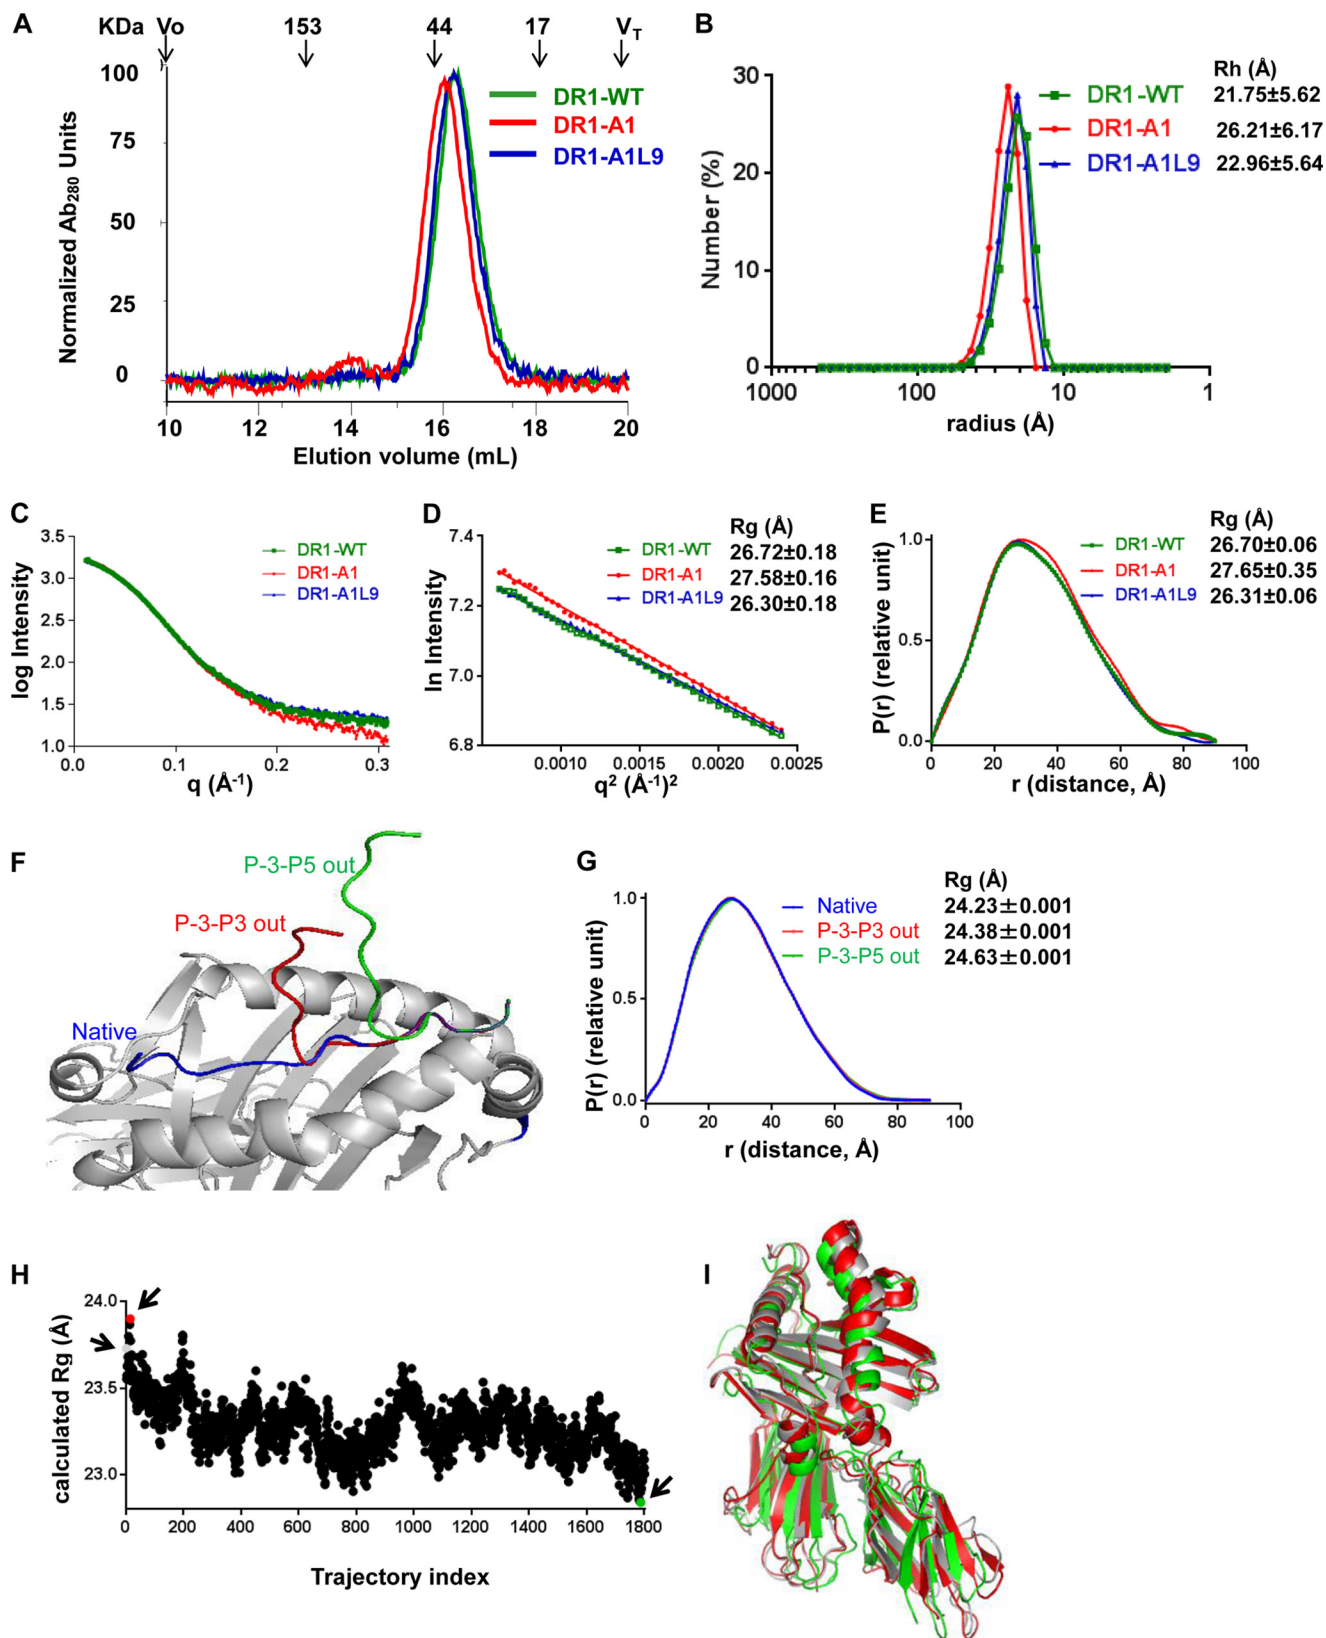 A
KDa Vo 153 44 17 VT
100
75
50
25
0
Normalized Ab280 Units
DR1-WT
DR1-A1
DR1-A1L9
10 12 14 16 18 20
Elution volume (mL)
B
Rh (Å)
DR1-WT 21.75±5.62
DR1-A1 26.21±6.17
DR1-A1L9 22.96±5.64
30
20
10
0
Number (%)
1000 100 10 1
radius (Å)
C
3.5
3.0
2.5
2.0
1.5
1.0
log Intensity
DR1-WT
DR1-A1
DR1-A1L9
0.0 0.1 0.2 0.3
q (Å-1)
D
Rg (Å)
DR1-WT 26.72±0.18
DR1-A1 27.58±0.16
DR1-A1L9 26.30±0.18
7.4
7.2
7.0
6.8
ln Intensity
0.0010 0.0015 0.0020 0.0025
q2 (Å-1)2
E
Rg (Å)
DR1-WT 26.70±0.06
DR1-A1 27.65±0.35
DR1-A1L9 26.31±0.06
1.0
0.5
0.0
P(r) (relative unit)
0 20 40 60 80 100
r (distance, Å)
F
P-3-P5 out
P-3-P3 out
Native
G
Rg (Å)
Native 24.23±0.001
P-3-P3 out 24.38±0.001
P-3-P5 out 24.63±0.001
1.0
0.5
0.0
P(r) (relative unit)
0 20 40 60 80 100
r (distance, Å)
H
24.0
23.5
23.0
calculated Rg (Å)
0 200 400 600 800 1000 1200 1400 1600 1800
Trajectory index
I